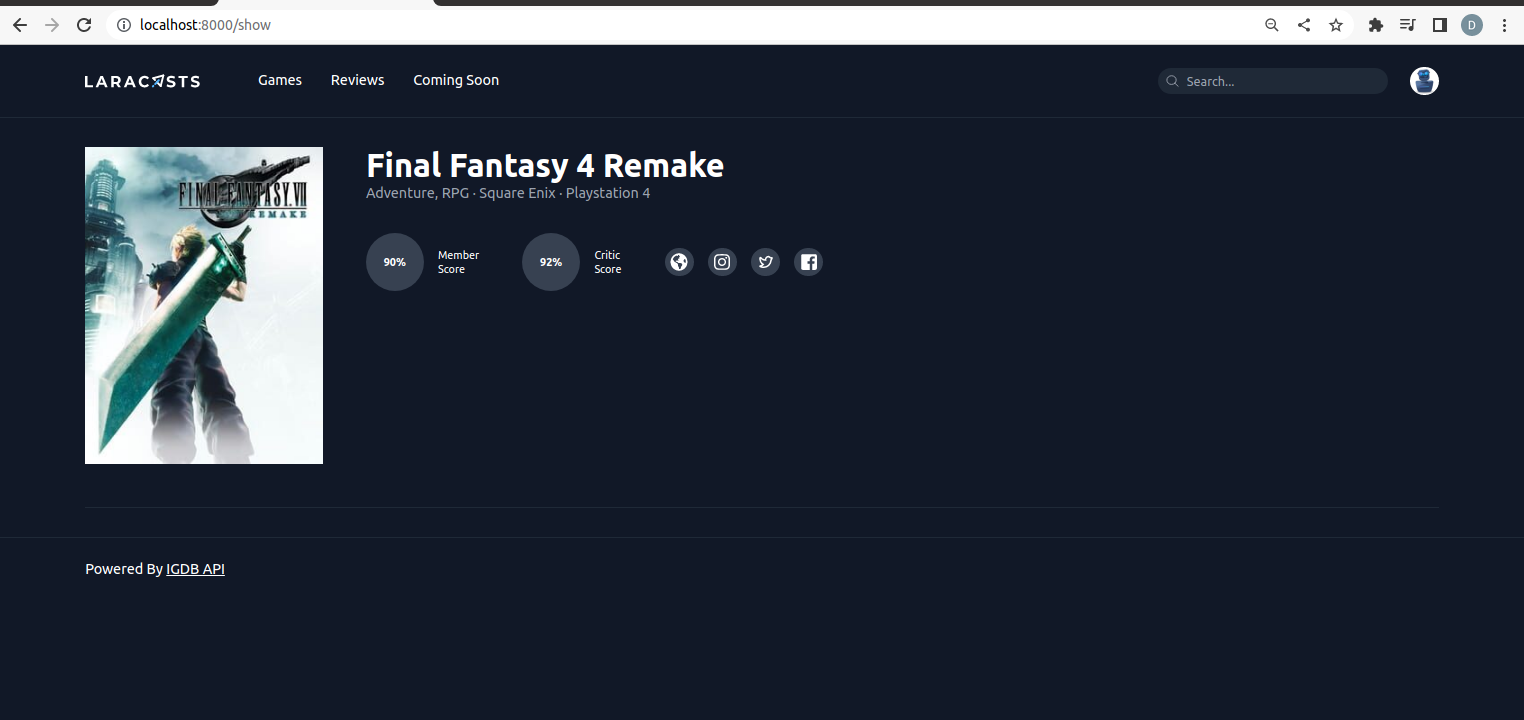 localhost:8000/show
D
LARACASTS
Games
Reviews
Coming Soon
Search...
FINAL FANTASY VII
REMAKE
Final Fantasy 4 Remake
Adventure, RPG · Square Enix · Playstation 4
90%
Member
Score
92%
Critic
Score
Powered By IGDB API